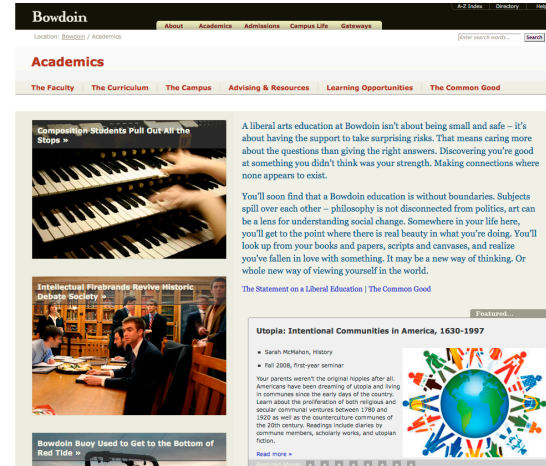 A-Z Index | Directory | Help
Bowdoin
About Academics Admissions Campus Life Gateways
Location: Bowdoin / Academics
Enter search words...
Search
Academics
The Faculty The Curriculum The Campus Advising & Resources Learning Opportunities The Common Good
Composition Students Pull Out All the
Stops »
A liberal arts education at Bowdoin isn't about being small and safe – it's
about having the support to take surprising risks. That means caring more
about the questions than giving the right answers. Discovering you're good
at something you didn't think was your strength. Making connections where
none appears to exist.
You'll soon find that a Bowdoin education is without boundaries. Subjects
spill over each other – philosophy is not disconnected from politics, art can
be a lens for understanding social change. Somewhere in your life here,
you'll get to the point where there is real beauty in what you're doing. You'll
look up from your books and papers, scripts and canvases, and realize
you've fallen in love with something. It may be a new way of thinking. Or
whole new way of viewing yourself in the world.
The Statement on a Liberal Education | The Common Good
Intellectual Firebrands Revive Historic
Debate Society »
Featured...
Utopia: Intentional Communities in America, 1630-1997
Sarah McMahon, History
Fall 2008, first-year seminar
Your parents weren't the original hippies after all.
Americans have been dreaming of utopia and living
in communes since the early days of the country.
Learn about the proliferation of both religious and
secular communal ventures between 1780 and
1920 as well as the counterculture communes of
the 20th century. Readings include diaries by
commune members, scholarly works, and utopian
fiction.
Read more »
Bowdoin Buoy Used to Get to the Bottom of
Red Tide »